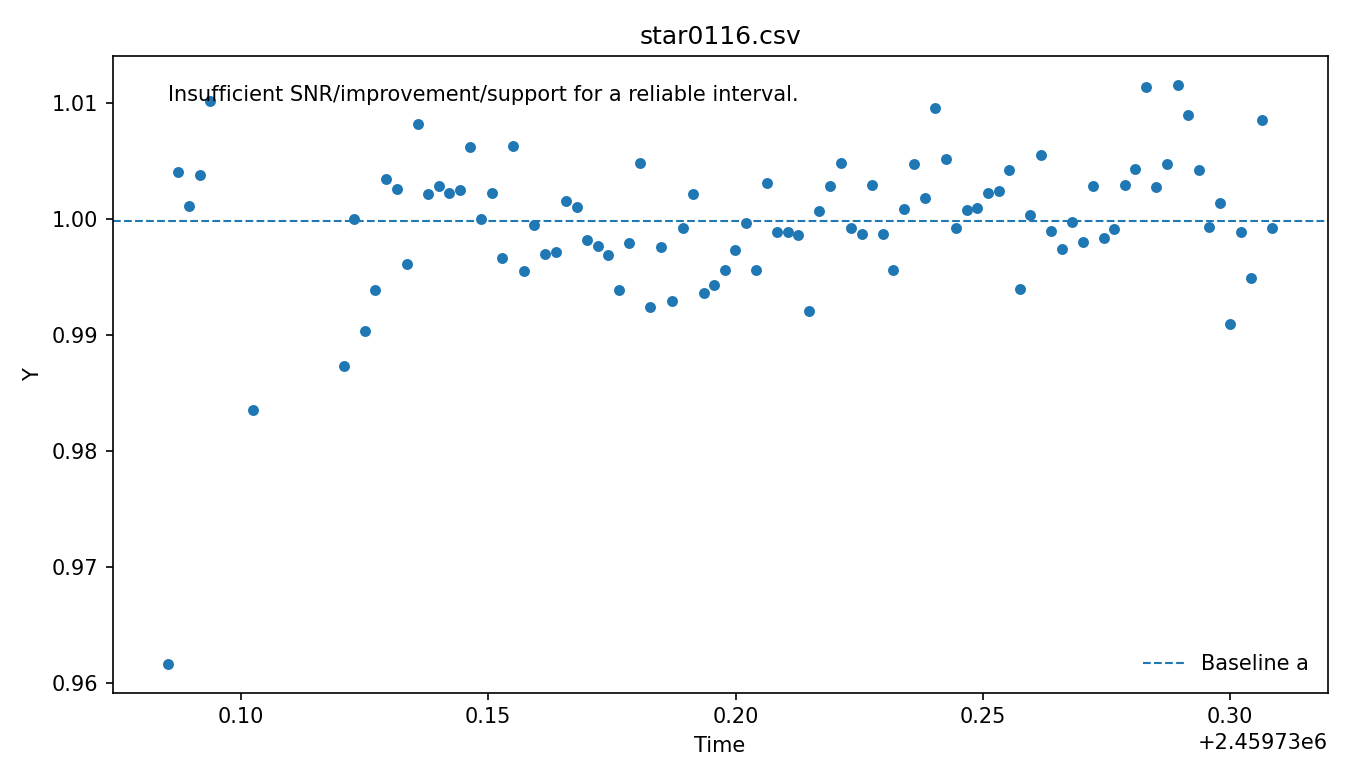 star0116.csv
Insufficient SNR/improvement/support for a reliable interval.
1.01
1.00
0.99
0.98
0.97
0.96
Y
Baseline a
0.10
0.15
0.20
0.25
0.30
Time
+2.45973e6